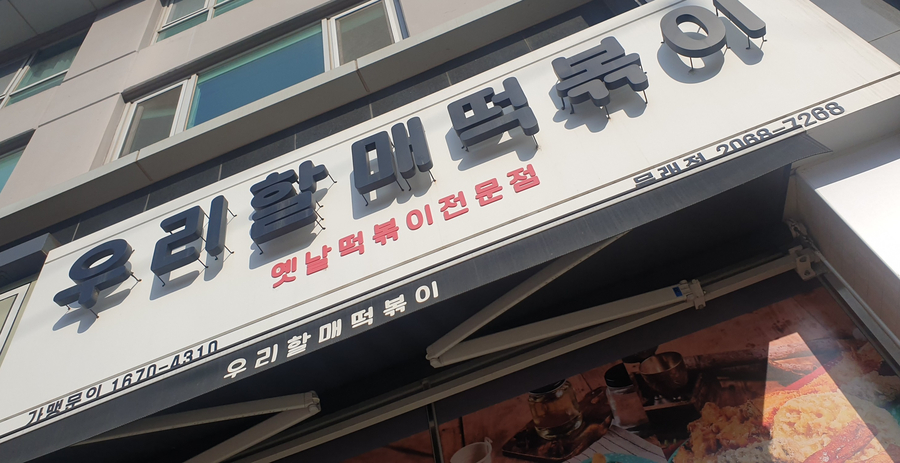 우리할매떡볶이
옛날떡볶이전문점
문래점 2068-7268
우리할매떡볶이
가맹문의 1670-4310